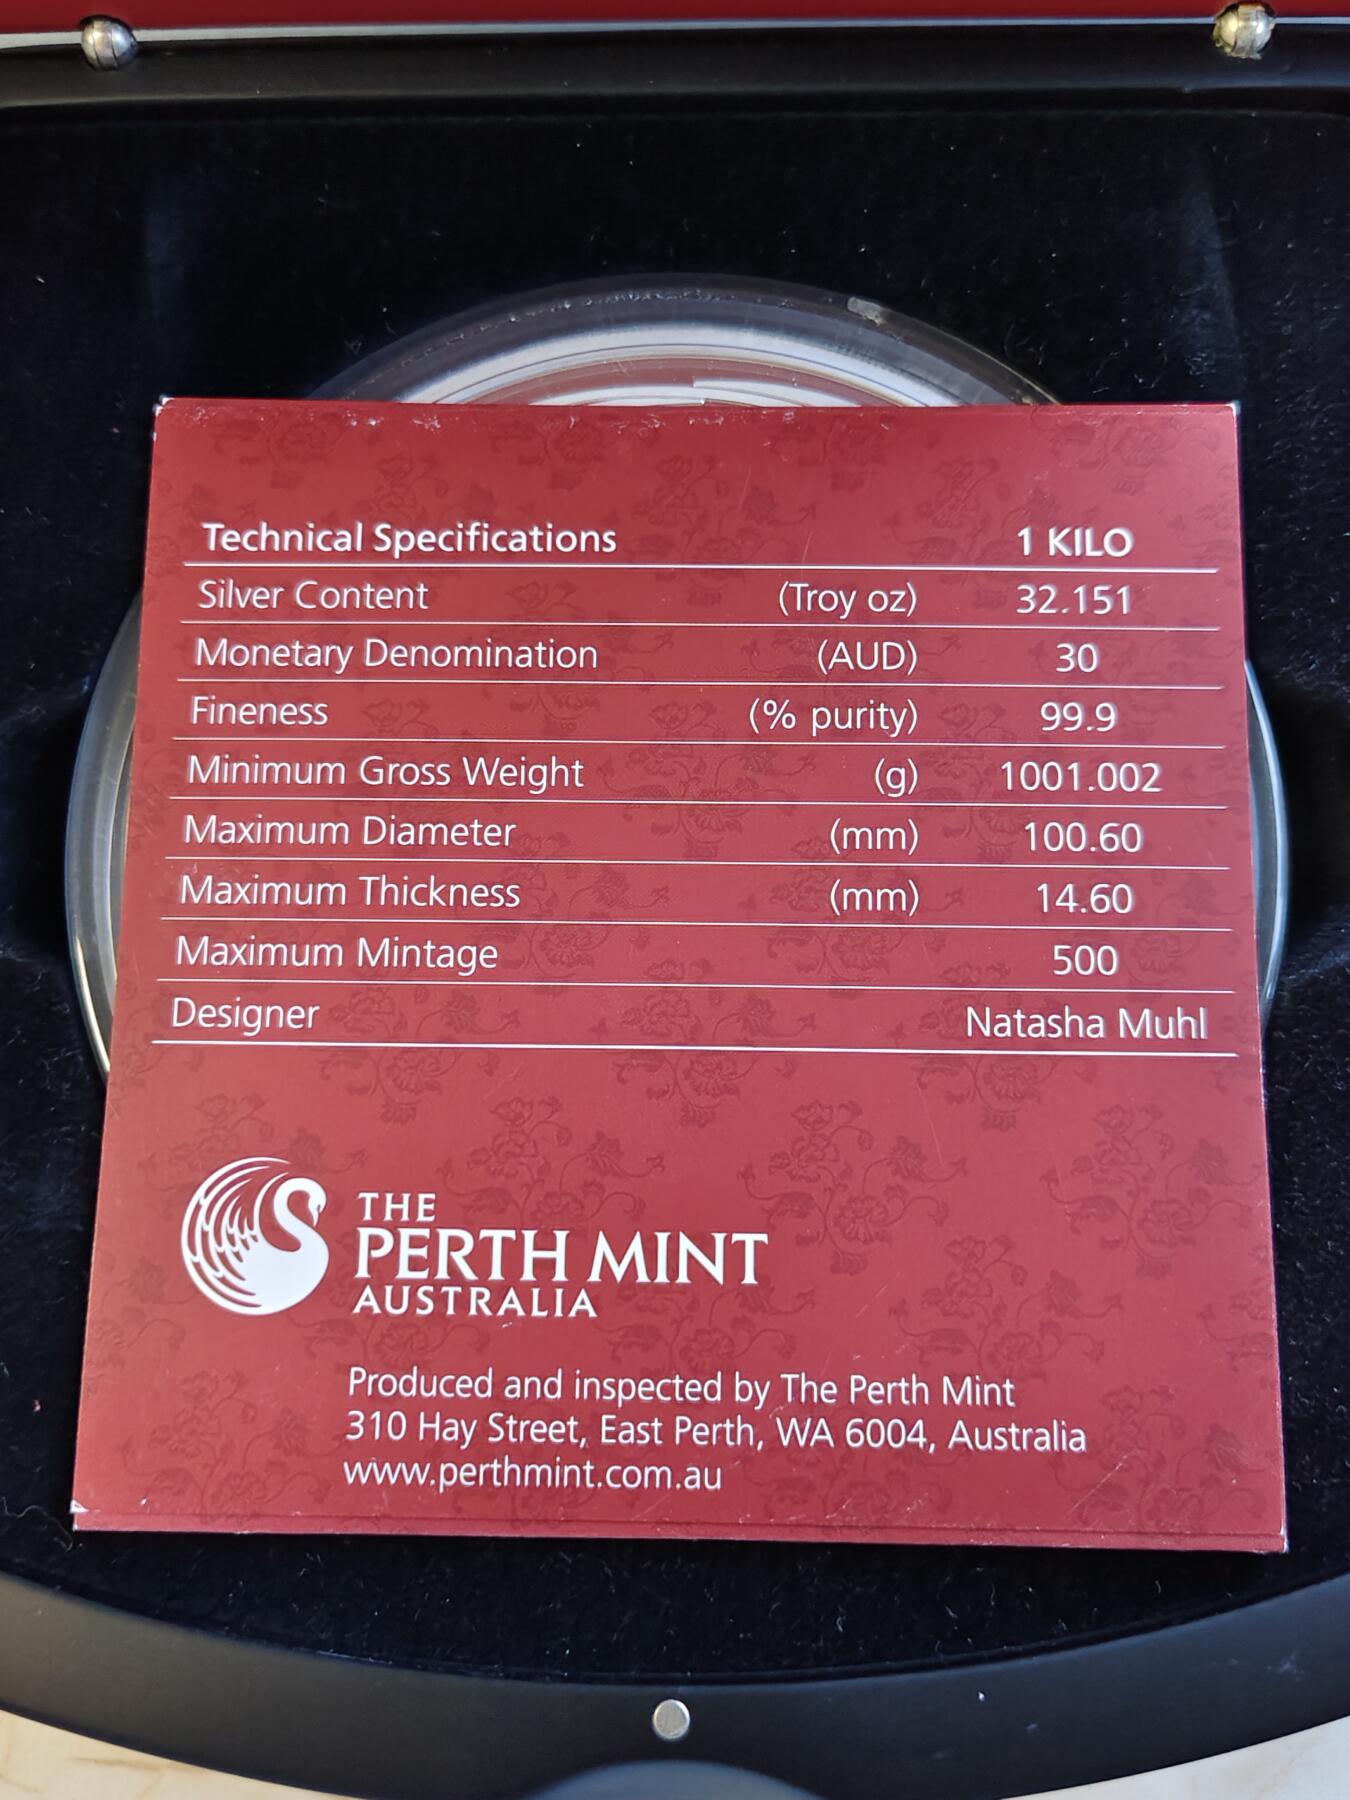 Technical Specifications 1 KILO
Silver Content (Troy oz) 32.151
Monetary Denomination (AUD) 30
Fineness (% purity) 99.9
Minimum Gross Weight (g) 1001.002
Maximum Diameter (mm) 100.60
Maximum Thickness (mm) 14.60
Maximum Mintage 500
Designer Natasha Muhl
THE
PERTH MINT
AUSTRALIA
Produced and inspected by The Perth Mint
310 Hay Street, East Perth, WA 6004, Australia
www.perthmint.com.au